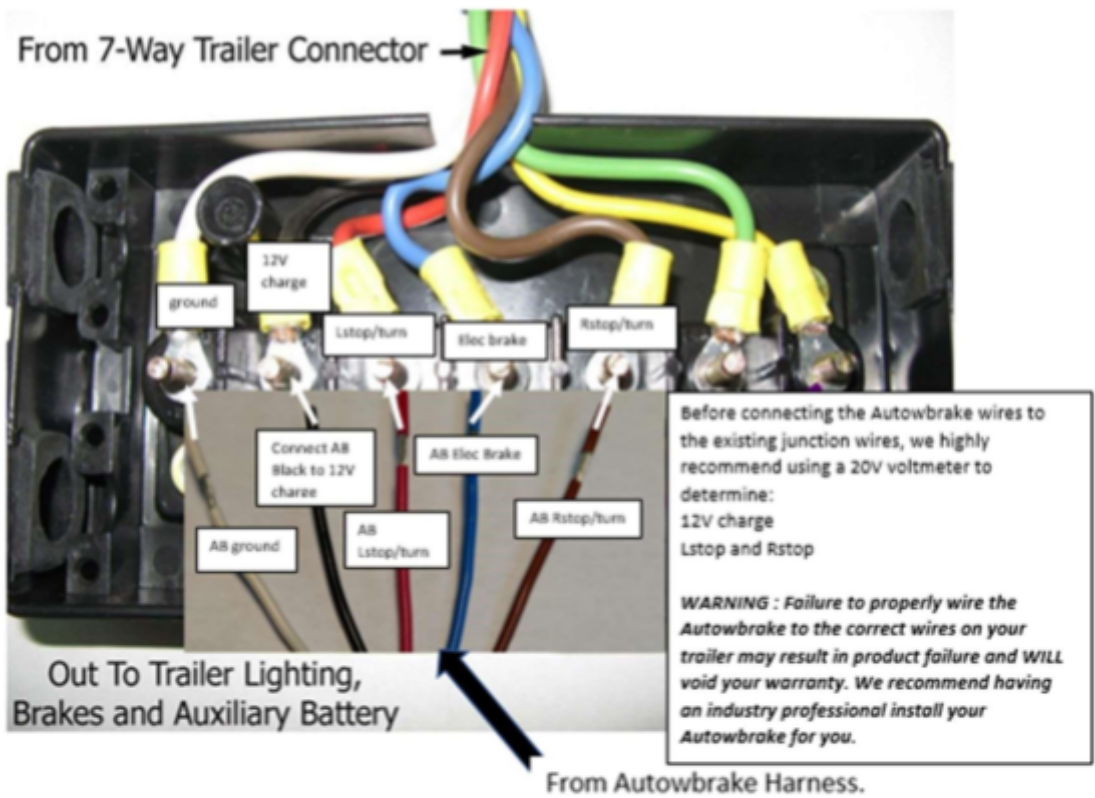 From 7-Way Trailer Connector
12V
charge
ground
Lstop/turn
Elec brake
Rstop/turn
Connect AB
Black to 12V
charge
AB Elec Brake
AB ground
AB
Lstop/turn
AB Rstop/turn
Before connecting the Autowbrake wires to
the existing junction wires, we highly
recommend using a 20V voltmeter to
determine:
12V charge
Lstop and Rstop
WARNING : Failure to properly wire the
Autowbrake to the correct wires on your
trailer may result in product failure and WILL
void your warranty. We recommend having
an industry professional install your
Autowbrake for you.
Out To Trailer Lighting,
Brakes and Auxiliary Battery
From Autowbrake Harness.